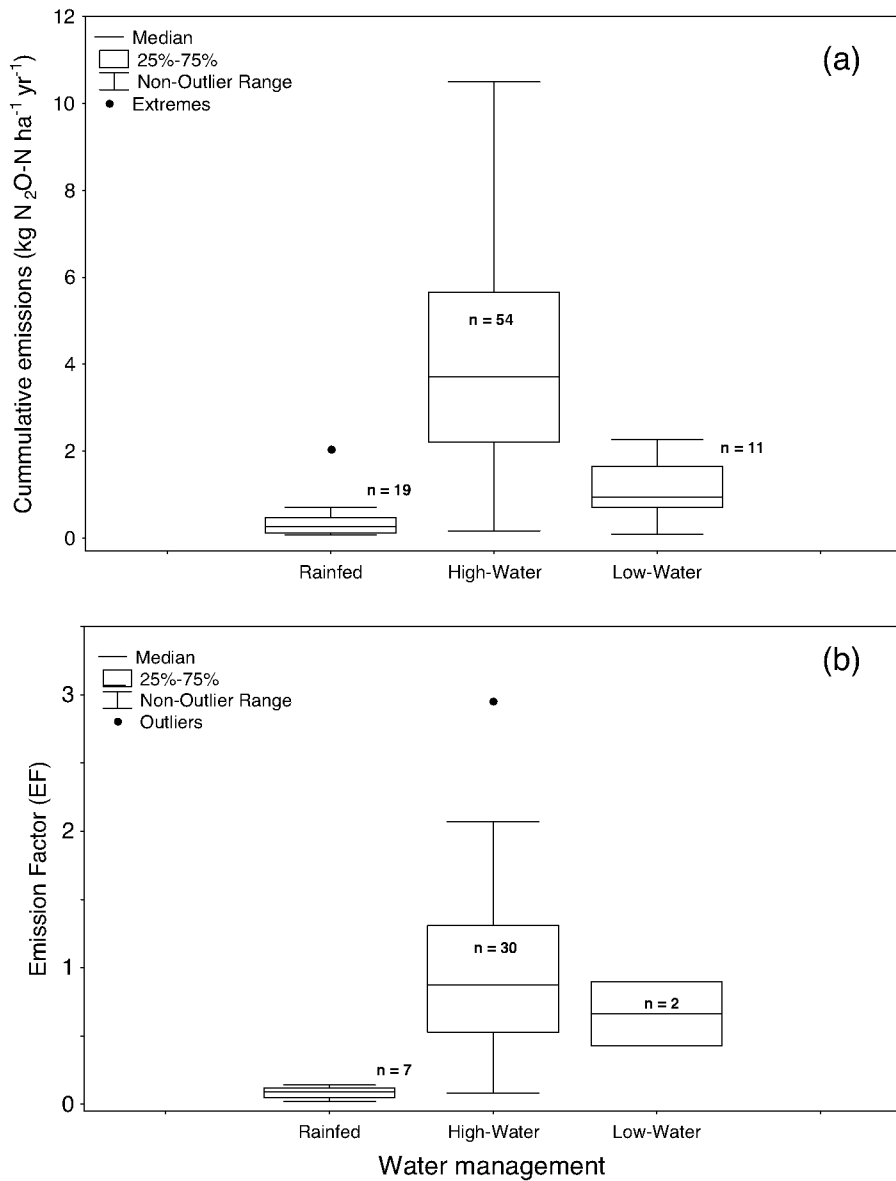 12
10
8
6
4
2
0
Cummulative emissions (kg N₂O-N ha⁻¹ yr⁻¹)
Median
25%-75%
Non-Outlier Range
Extremes
(a)
n = 19
n = 54
n = 11
Rainfed
High-Water
Low-Water
3
2
1
0
Emission Factor (EF)
Median
25%-75%
Non-Outlier Range
Outliers
(b)
n = 7
n = 30
n = 2
Rainfed
High-Water
Low-Water
Water management